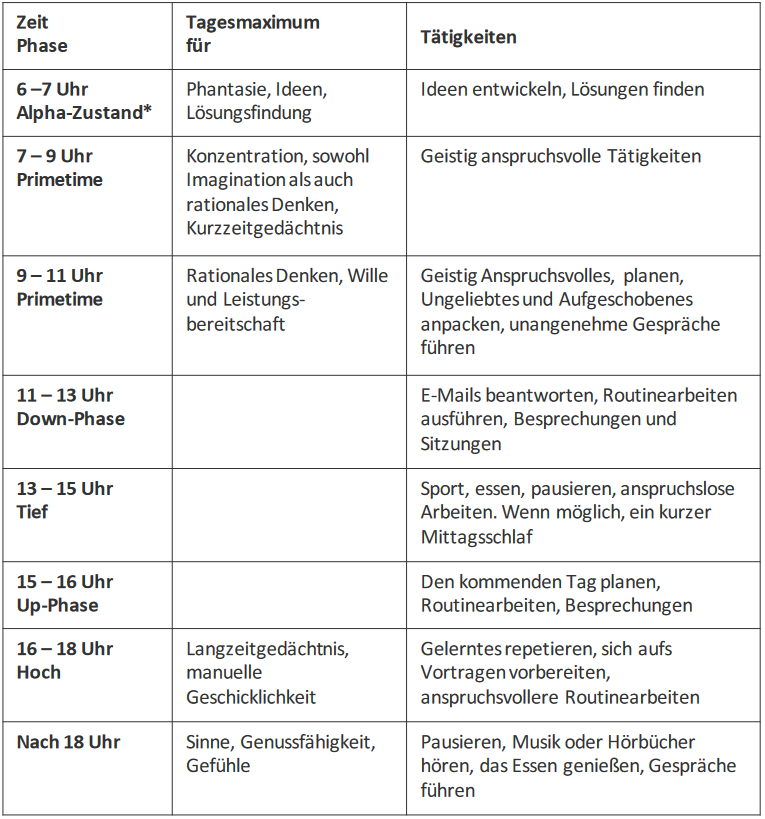 Zeit
Phase
Tagesmaximum
für
Tätigkeiten
6 –7 Uhr
Alpha-Zustand*
Phantasie, Ideen,
Lösungsfindung
Ideen entwickeln, Lösungen finden
7 – 9 Uhr
Primetime
Konzentration, sowohl
Imagination als auch
rationales Denken,
Kurzzeitgedächtnis
Geistig anspruchsvolle Tätigkeiten
9 – 11 Uhr
Primetime
Rationales Denken, Wille
und Leistungs-
bereitschaft
Geistig Anspruchsvolles, planen,
Ungeliebtes und Aufgeschobenes
anpacken, unangenehme Gespräche
führen
11 – 13 Uhr
Down-Phase
E-Mails beantworten, Routinearbeiten
ausführen, Besprechungen und
Sitzungen
13 – 15 Uhr
Tief
Sport, essen, pausieren, anspruchslose
Arbeiten. Wenn möglich, ein kurzer
Mittagsschlaf
15 – 16 Uhr
Up-Phase
Den kommenden Tag planen,
Routinearbeiten, Besprechungen
16 – 18 Uhr
Hoch
Langzeitgedächtnis,
manuelle
Geschicklichkeit
Gelerntes repetieren, sich aufs
Vortragen vorbereiten,
anspruchsvollere Routinearbeiten
Nach 18 Uhr
Sinne, Genussfähigkeit,
Gefühle
Pausieren, Musik oder Hörbücher
hören, das Essen genießen, Gespräche
führen